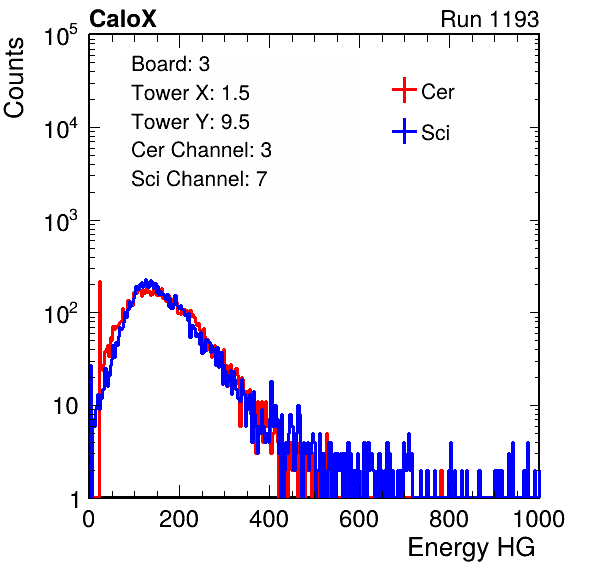 CaloX Run 1193
Counts
10^5
10^4
10^3
10^2
10
1
Board: 3
Tower X: 1.5
Tower Y: 9.5
Cer Channel: 3
Sci Channel: 7
Cer
Sci
0 200 400 600 800 1000
Energy HG